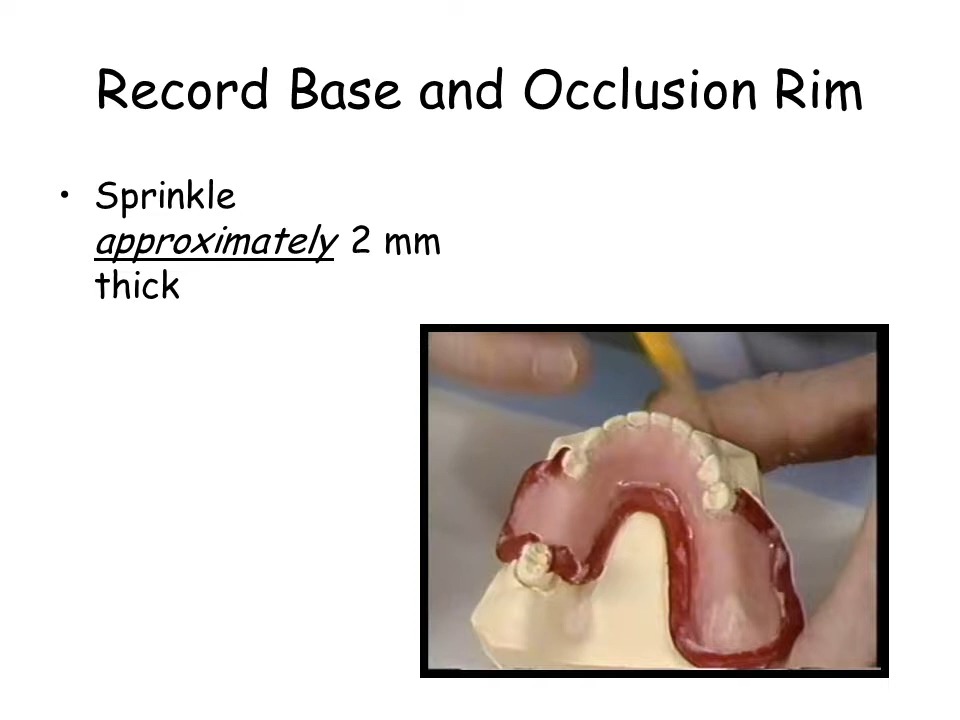 Record Base and Occlusion Rim
• Sprinkle
approximately 2 mm
thick